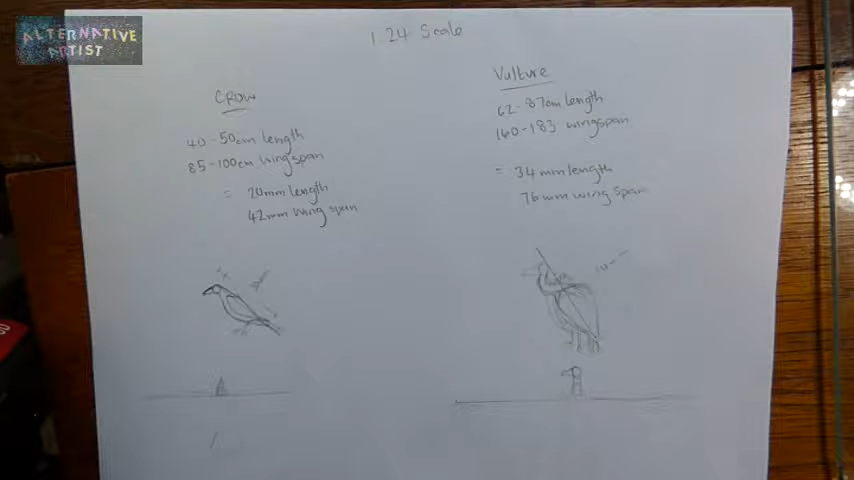 ALTERNATIVE
ARTIST
1:24 Scale
Crow
40-50cm length
85-100cm wingspan
= 20mm length
42mm wing span
Vulture
62-87cm length
160-183 wingspan
= 34mm length
76mm wing span